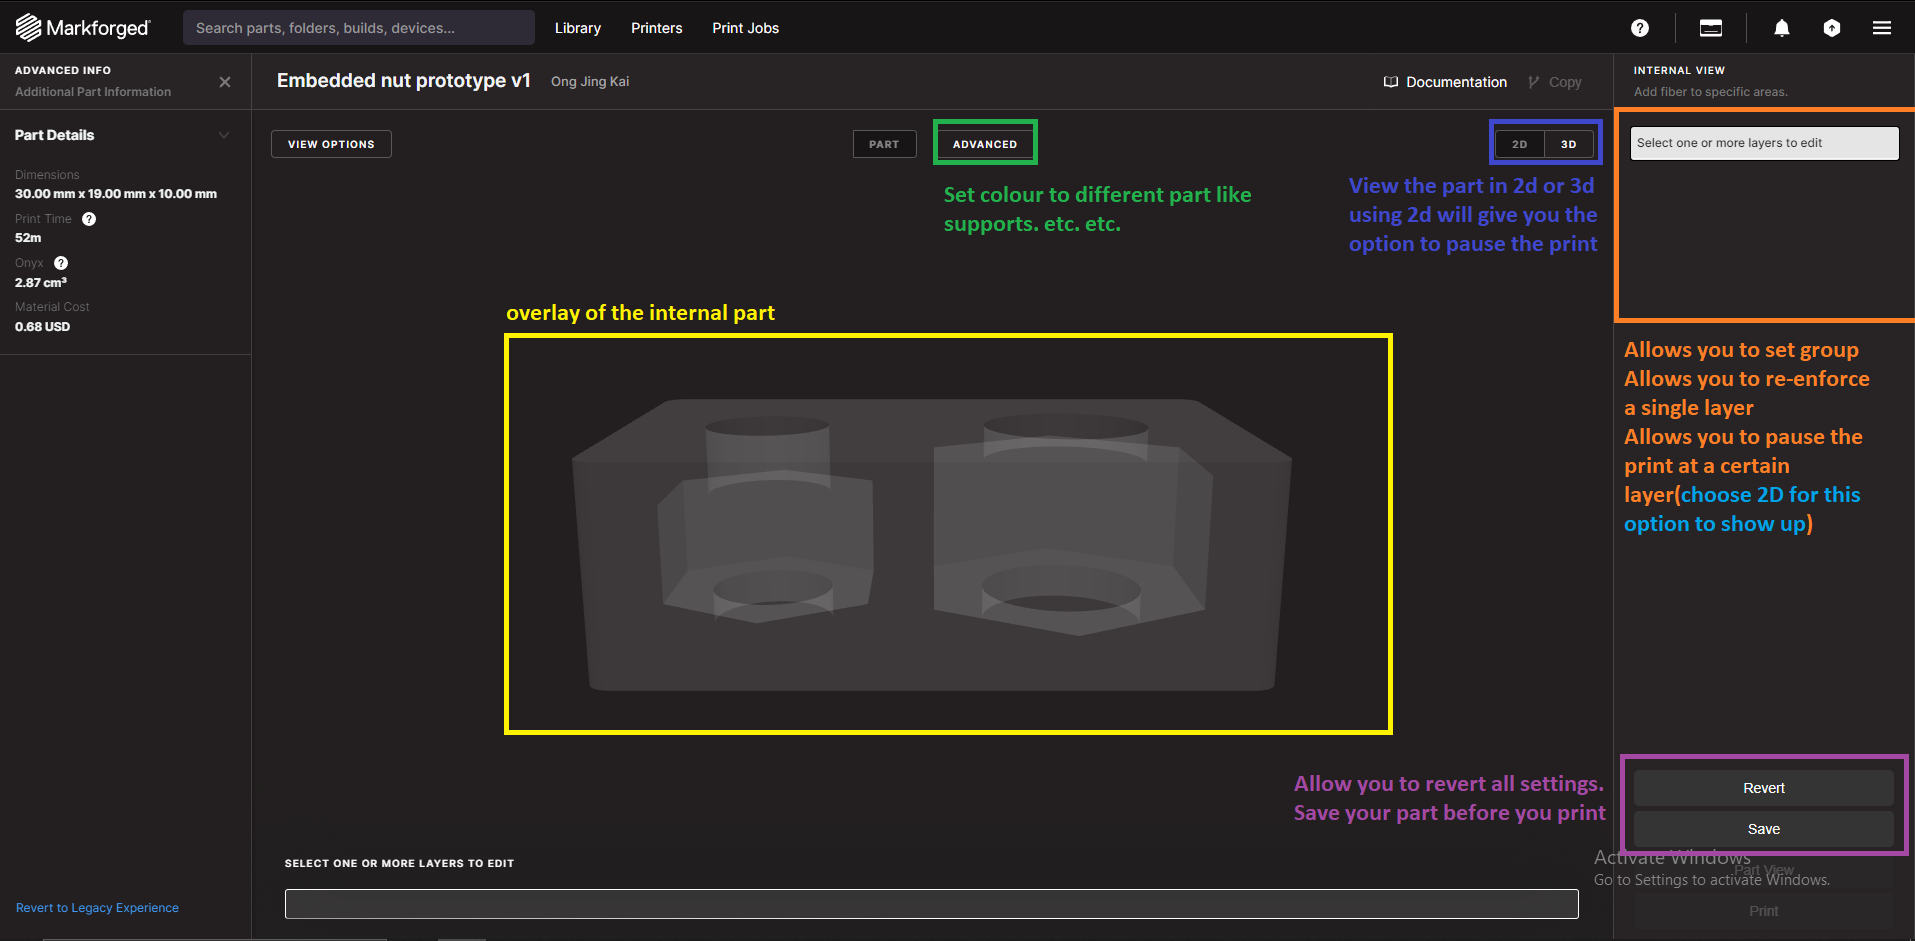 Markforged
Search parts, folders, builds, devices...
Library
Printers
Print Jobs
ADVANCED INFO
Additional Part Information
Embedded nut prototype v1
Ong Jing Kai
Documentation
Copy
INTERNAL VIEW
Add fiber to specific areas.
Part Details
Dimensions
30.00 mm x 19.00 mm x 10.00 mm
Print Time
52m
Onyx
2.87 cm³
Material Cost
0.68 USD
VIEW OPTIONS
PART
ADVANCED
2D
3D
Set colour to different part like
supports. etc. etc.
View the part in 2d or 3d
using 2d will give you the
option to pause the print
Select one or more layers to edit
overlay of the internal part
Allows you to set group
Allows you to re-enforce
a single layer
Allows you to pause the
print at a certain
layer(choose 2D for this
option to show up)
Allow you to revert all settings.
Save your part before you print
Revert
Save
Activate Windows
Part View
Go to Settings to activate Windows.
Print
SELECT ONE OR MORE LAYERS TO EDIT
Revert to Legacy Experience